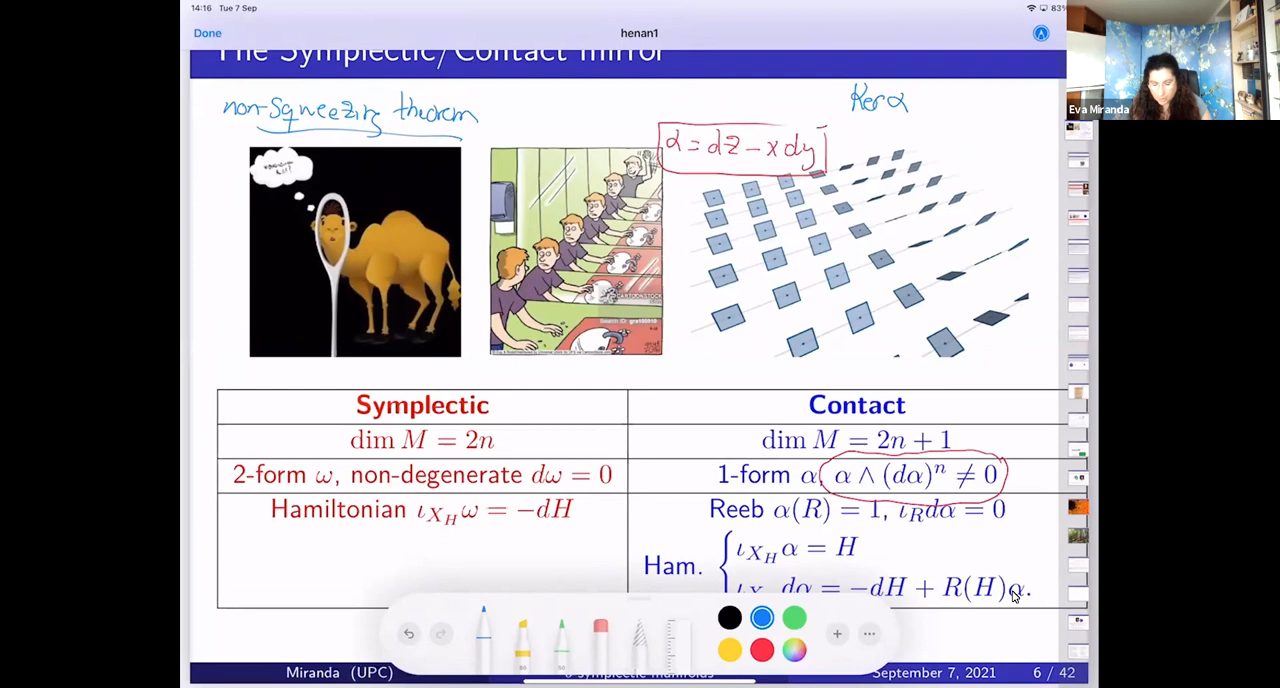 14:16 Tue 7 Sep
83%
Done
henan1
The Symplectic/Contact mirror
Eva Miranda
non-squeezing theorem
Ker α
α = dz - x dy
Symplectic
Contact
dim M = 2n
dim M = 2n + 1
2-form ω, non-degenerate dω = 0
1-form α, α ∧ (dα)ⁿ ≠ 0
Hamiltonian ι_{X_H}ω = −dH
Reeb α(R) = 1, ι_R dα = 0
Ham. { ι_{X_H}α = H
dα = −dH + R(H)α.
Miranda (UPC)
symplectic manifolds
September 7, 2021
6 / 42